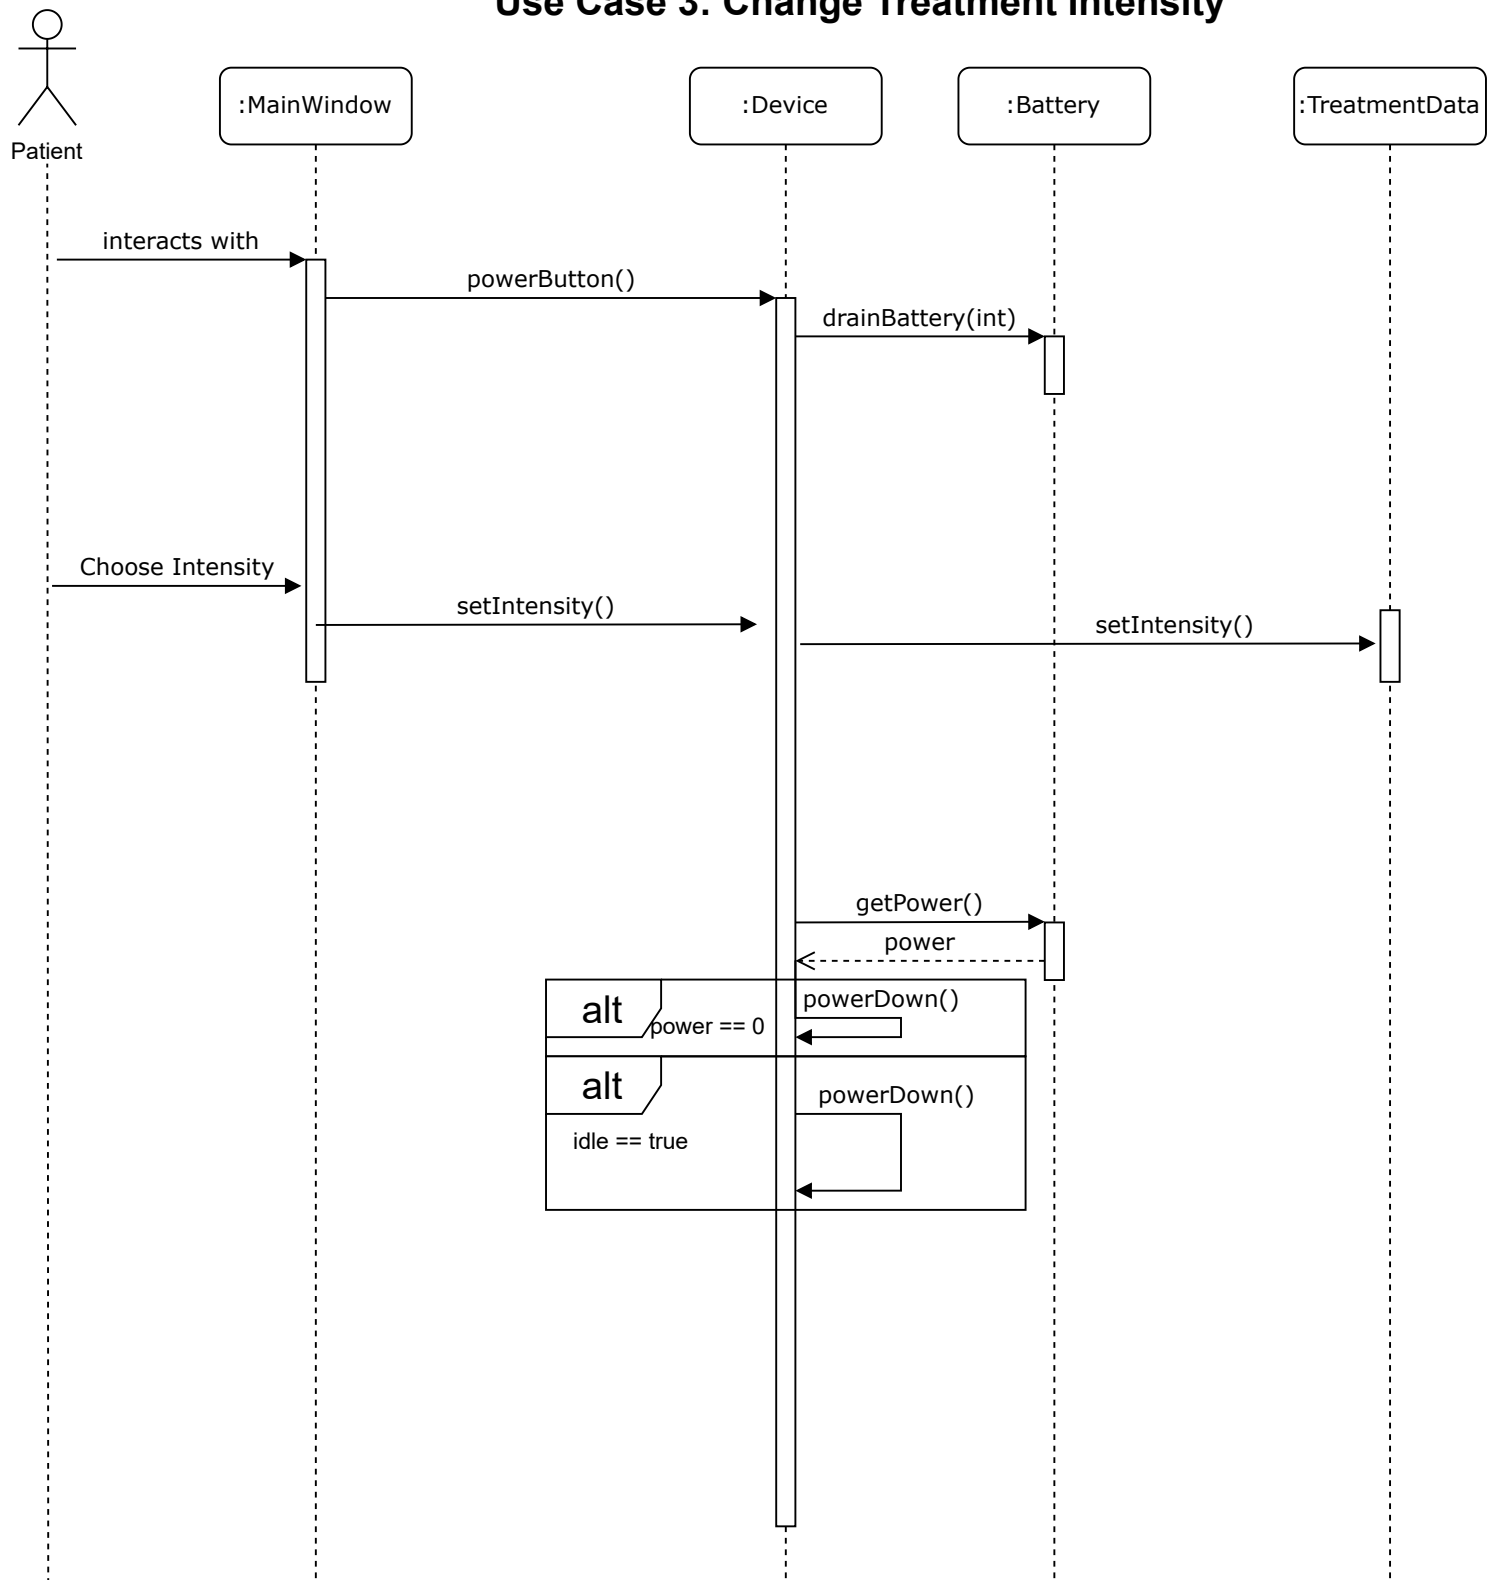 Use Case 3: Change Treatment Intensity
Patient
:MainWindow
:Device
:Battery
:TreatmentData
interacts with
powerButton()
drainBattery(int)
Choose Intensity
setIntensity()
setIntensity()
getPower()
power
alt
power == 0
powerDown()
alt
powerDown()
idle == true